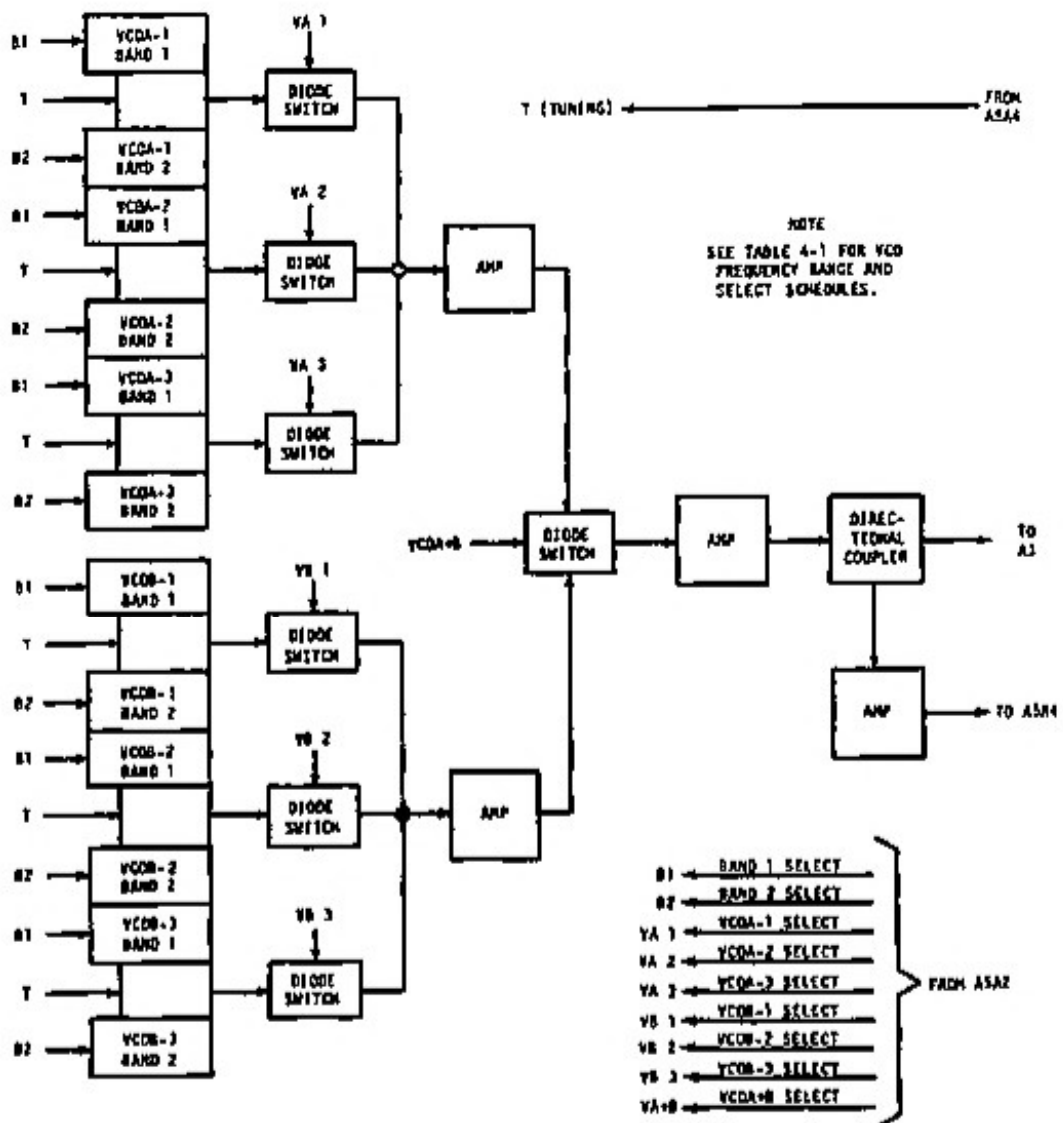 B1
VCOA-1
BAND 1
VA 1
DIODE
SWITCH
T
T (TUNING)
FROM
A5A4
B2
VCOA-1
BAND 2
B1
VCOA-2
BAND 1
VA 2
NOTE
SEE TABLE 4-1 FOR VCO
FREQUENCY RANGE AND
SELECT SCHEDULES.
T
DIODE
SWITCH
AMP
B2
VCOA-2
BAND 2
B1
VCOA-3
BAND 1
VA 3
T
DIODE
SWITCH
B2
VCOA-3
BAND 2
VCOA+B
DIODE
SWITCH
AMP
DIREC-
TIONAL
COUPLER
TO
B1
VCOB-1
BAND 1
VB 1
T
DIODE
SWITCH
B2
VCOB-1
BAND 2
AMP
TO A5A4
B1
VCOB-2
BAND 1
VB 2
T
DIODE
SWITCH
AMP
B2
VCOB-2
BAND 2
B1
VCOB-3
BAND 1
VB 3
T
DIODE
SWITCH
B2
VCOB-3
BAND 2
B1 BAND 1 SELECT
B2 BAND 2 SELECT
VA 1 VCOA-1 SELECT
VA 2 VCOA-2 SELECT
VA 3 VCOA-3 SELECT
VB 1 VCOB-1 SELECT
VB 2 VCOB-2 SELECT
VB 3 VCOB-3 SELECT
VA+B VCOA+B SELECT
FROM A5A2